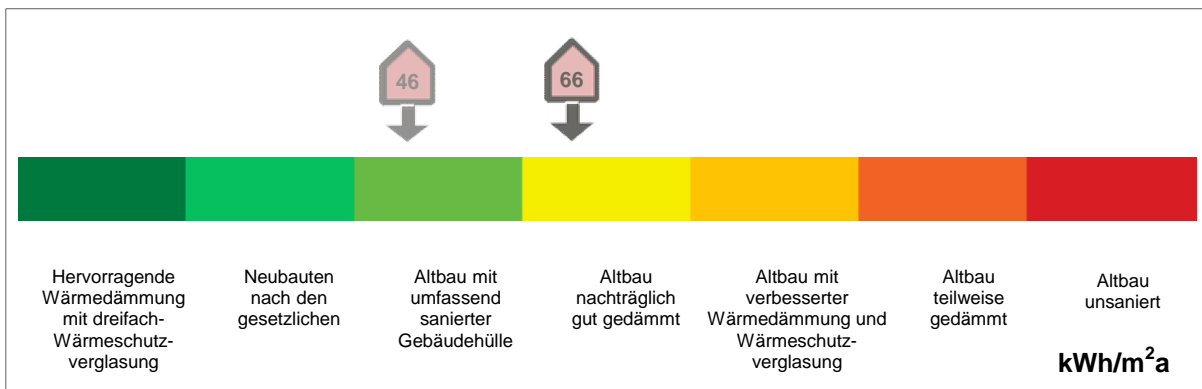 46
66
Hervorragende
Wärmedämmung
mit dreifach-
Wärmeschutz-
verglasung
Neubauten
nach den
gesetzlichen
Altbau mit
umfassend
sanierter
Gebäudehülle
Altbau
nachträglich
gut gedämmt
Altbau mit
verbesserter
Wärmedämmung und
Wärmeschutz-
verglasung
Altbau
teilweise
gedämmt
Altbau
unsaniert
kWh/m²a